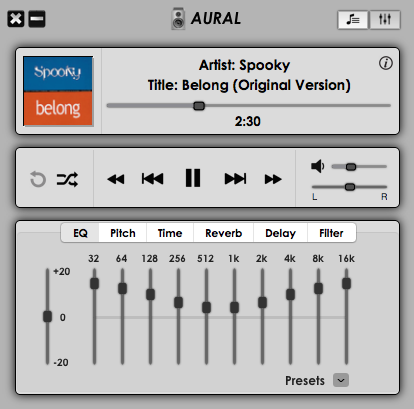 AURAL
Spooky
belong
Artist: Spooky
Title: Belong (Original Version)
i
2:30
L R
EQ Pitch Time Reverb Delay Filter
32 64 128 256 512 1k 2k 4k 8k 16k
+20
0
-20
Presets